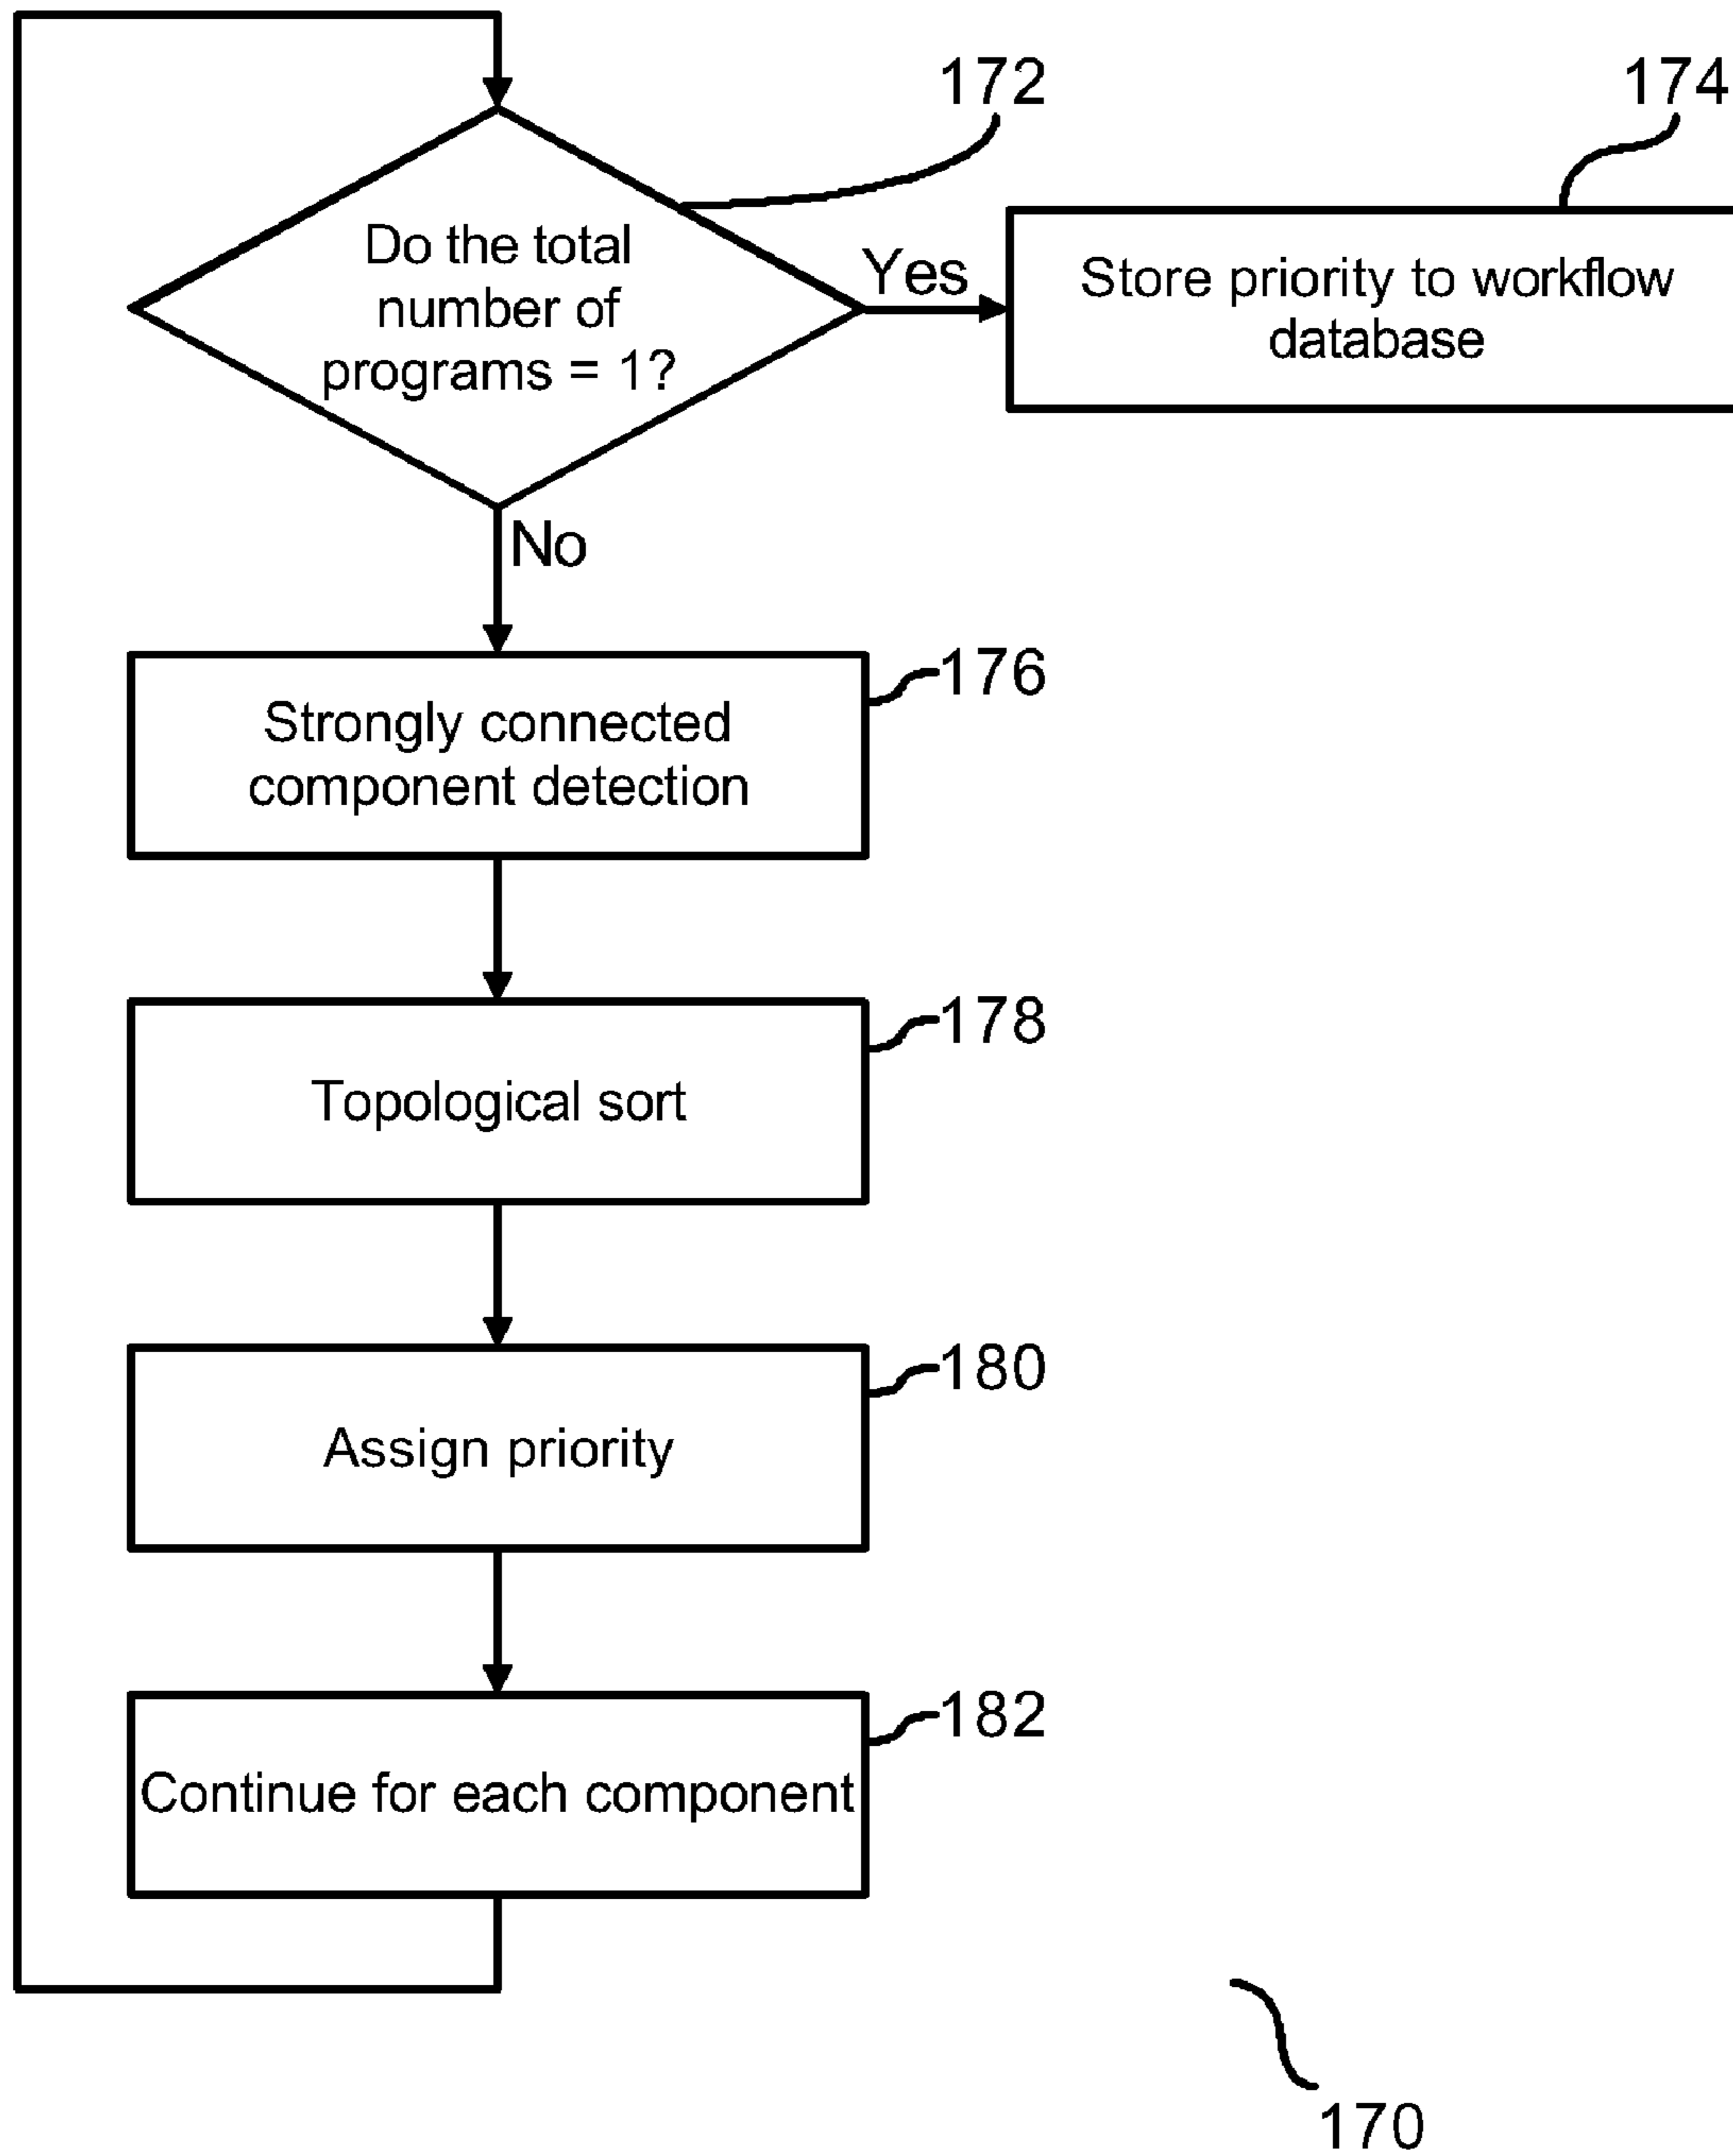 172
174
Do the total
number of
programs = 1?
Yes
Store priority to workflow
database
No
176
Strongly connected
component detection
178
Topological sort
180
Assign priority
182
Continue for each component
170